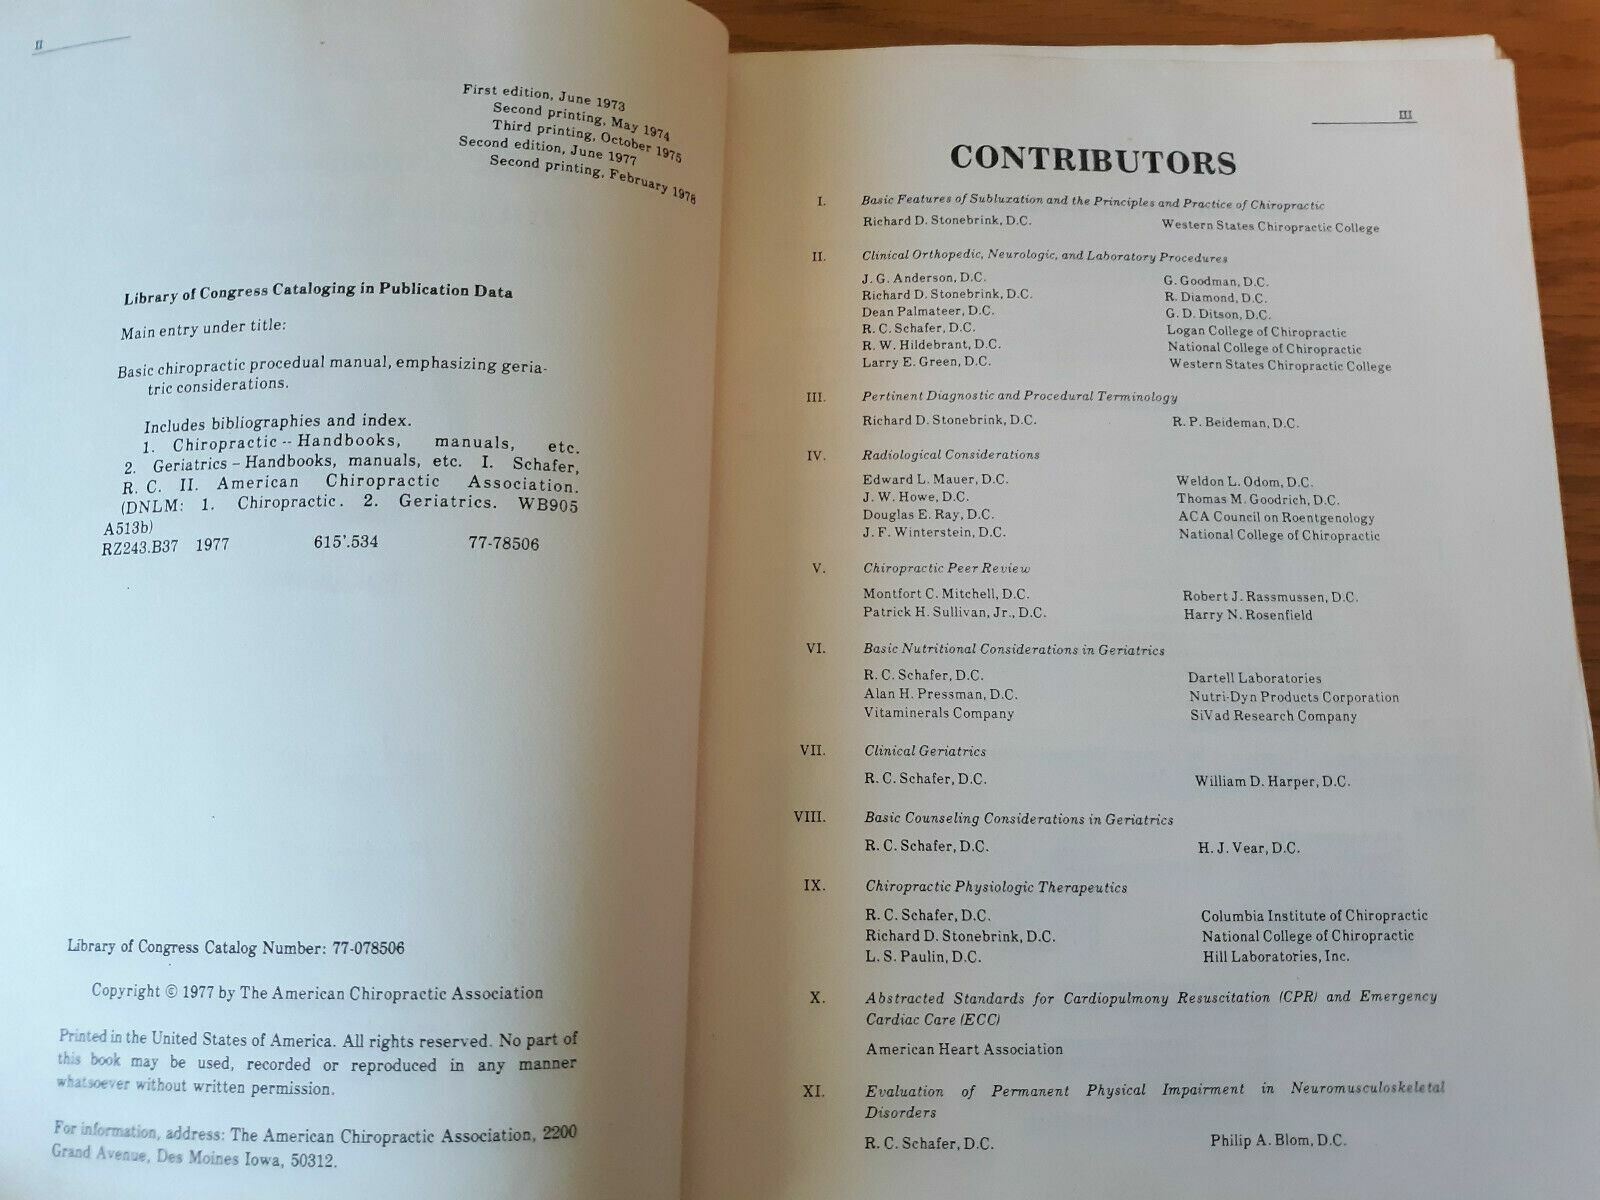 II
First edition, June 1973
Second printing, May 1974
Third printing, October 1975
Second edition, June 1977
Second printing, February 1978
Library of Congress Cataloging in Publication Data
Main entry under title:
Basic chiropractic procedual manual, emphasizing geria-
tric considerations.
Includes bibliographies and index.
1. Chiropractic -- Handbooks, manuals, etc.
2. Geriatrics – Handbooks, manuals, etc. I. Schafer,
R. C. II. American Chiropractic Association.
(DNLM: 1. Chiropractic. 2. Geriatrics. WB905
A513b)
RZ243.B37 1977 615'.534 77-78506
Library of Congress Catalog Number: 77-078506
Copyright © 1977 by The American Chiropractic Association
Printed in the United States of America. All rights reserved. No part of
this book may be used, recorded or reproduced in any manner
whatsoever without written permission.
For information, address: The American Chiropractic Association, 2200
Grand Avenue, Des Moines Iowa, 50312.
III
CONTRIBUTORS
I. Basic Features of Subluxation and the Principles and Practice of Chiropractic
Richard D. Stonebrink, D.C. Western States Chiropractic College
II. Clinical Orthopedic, Neurologic, and Laboratory Procedures
J. G. Anderson, D.C. G. Goodman, D.C.
Richard D. Stonebrink, D.C. R. Diamond, D.C.
Dean Palmateer, D.C. G. D. Ditson, D.C.
R. C. Schafer, D.C. Logan College of Chiropractic
R. W. Hildebrant, D.C. National College of Chiropractic
Larry E. Green, D.C. Western States Chiropractic College
III. Pertinent Diagnostic and Procedural Terminology
Richard D. Stonebrink, D.C. R. P. Beideman, D.C.
IV. Radiological Considerations
Edward L. Mauer, D.C. Weldon L. Odom, D.C.
J. W. Howe, D.C. Thomas M. Goodrich, D.C.
Douglas E. Ray, D.C. ACA Council on Roentgenology
J. F. Winterstein, D.C. National College of Chiropractic
V. Chiropractic Peer Review
Montfort C. Mitchell, D.C. Robert J. Rassmussen, D.C.
Patrick H. Sullivan, Jr., D.C. Harry N. Rosenfield
VI. Basic Nutritional Considerations in Geriatrics
R. C. Schafer, D.C. Dartell Laboratories
Alan H. Pressman, D.C. Nutri-Dyn Products Corporation
Vitaminerals Company SiVad Research Company
VII. Clinical Geriatrics
R. C. Schafer, D.C. William D. Harper, D.C.
VIII. Basic Counseling Considerations in Geriatrics
R. C. Schafer, D.C. H. J. Vear, D.C.
IX. Chiropractic Physiologic Therapeutics
R. C. Schafer, D.C. Columbia Institute of Chiropractic
Richard D. Stonebrink, D.C. National College of Chiropractic
L. S. Paulin, D.C. Hill Laboratories, Inc.
X. Abstracted Standards for Cardiopulmony Resuscitation (CPR) and Emergency
Cardiac Care (ECC)
American Heart Association
XI. Evaluation of Permanent Physical Impairment in Neuromusculoskeletal
Disorders
R. C. Schafer, D.C. Philip A. Blom, D.C.